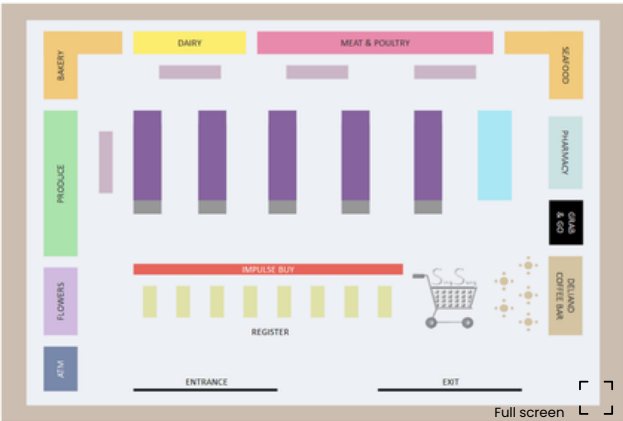 BAKERY
DAIRY
MEAT & POULTRY
SEAFOOD
PRODUCE
PHARMACY
GRAB
& GO
FLOWERS
IMPULSE BUY
DELI AND
COFFEE BAR
REGISTER
ATM
ENTRANCE
EXIT
Full screen